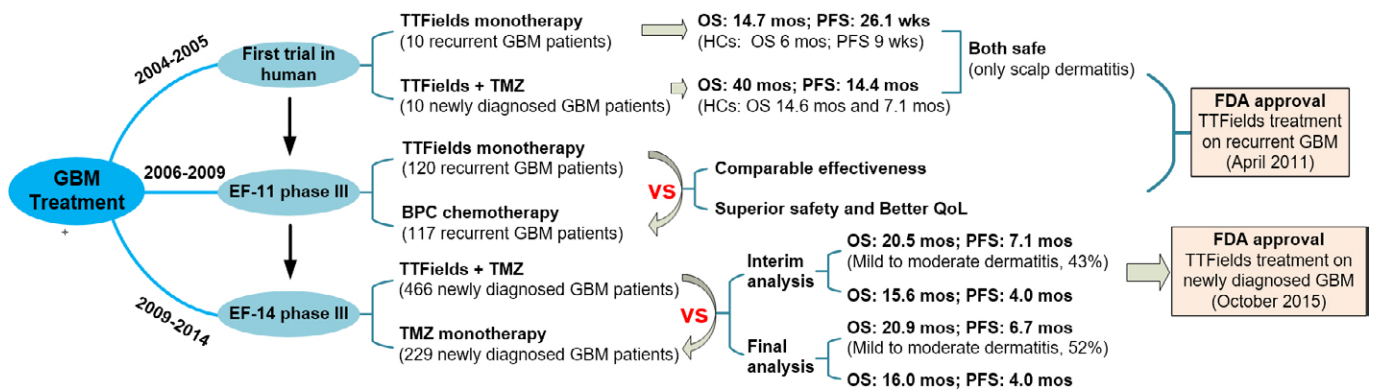 GBM
Treatment
2004-2005
First trial in
human
TTFields monotherapy
(10 recurrent GBM patients)
OS: 14.7 mos; PFS: 26.1 wks
(HCs: OS 6 mos; PFS 9 wks)
TTFields + TMZ
(10 newly diagnosed GBM patients)
OS: 40 mos; PFS: 14.4 mos
(HCs: OS 14.6 mos and 7.1 mos)
Both safe
(only scalp dermatitis)
2006-2009
EF-11 phase III
TTFields monotherapy
(120 recurrent GBM patients)
VS
BPC chemotherapy
(117 recurrent GBM patients)
Comparable effectiveness
Superior safety and Better QoL
FDA approval
TTFields treatment
on recurrent GBM
(April 2011)
2009-2014
EF-14 phase III
TTFields + TMZ
(466 newly diagnosed GBM patients)
VS
TMZ monotherapy
(229 newly diagnosed GBM patients)
Interim
analysis
OS: 20.5 mos; PFS: 7.1 mos
(Mild to moderate dermatitis, 43%)
OS: 15.6 mos; PFS: 4.0 mos
Final
analysis
OS: 20.9 mos; PFS: 6.7 mos
(Mild to moderate dermatitis, 52%)
OS: 16.0 mos; PFS: 4.0 mos
FDA approval
TTFields treatment on
newly diagnosed GBM
(October 2015)